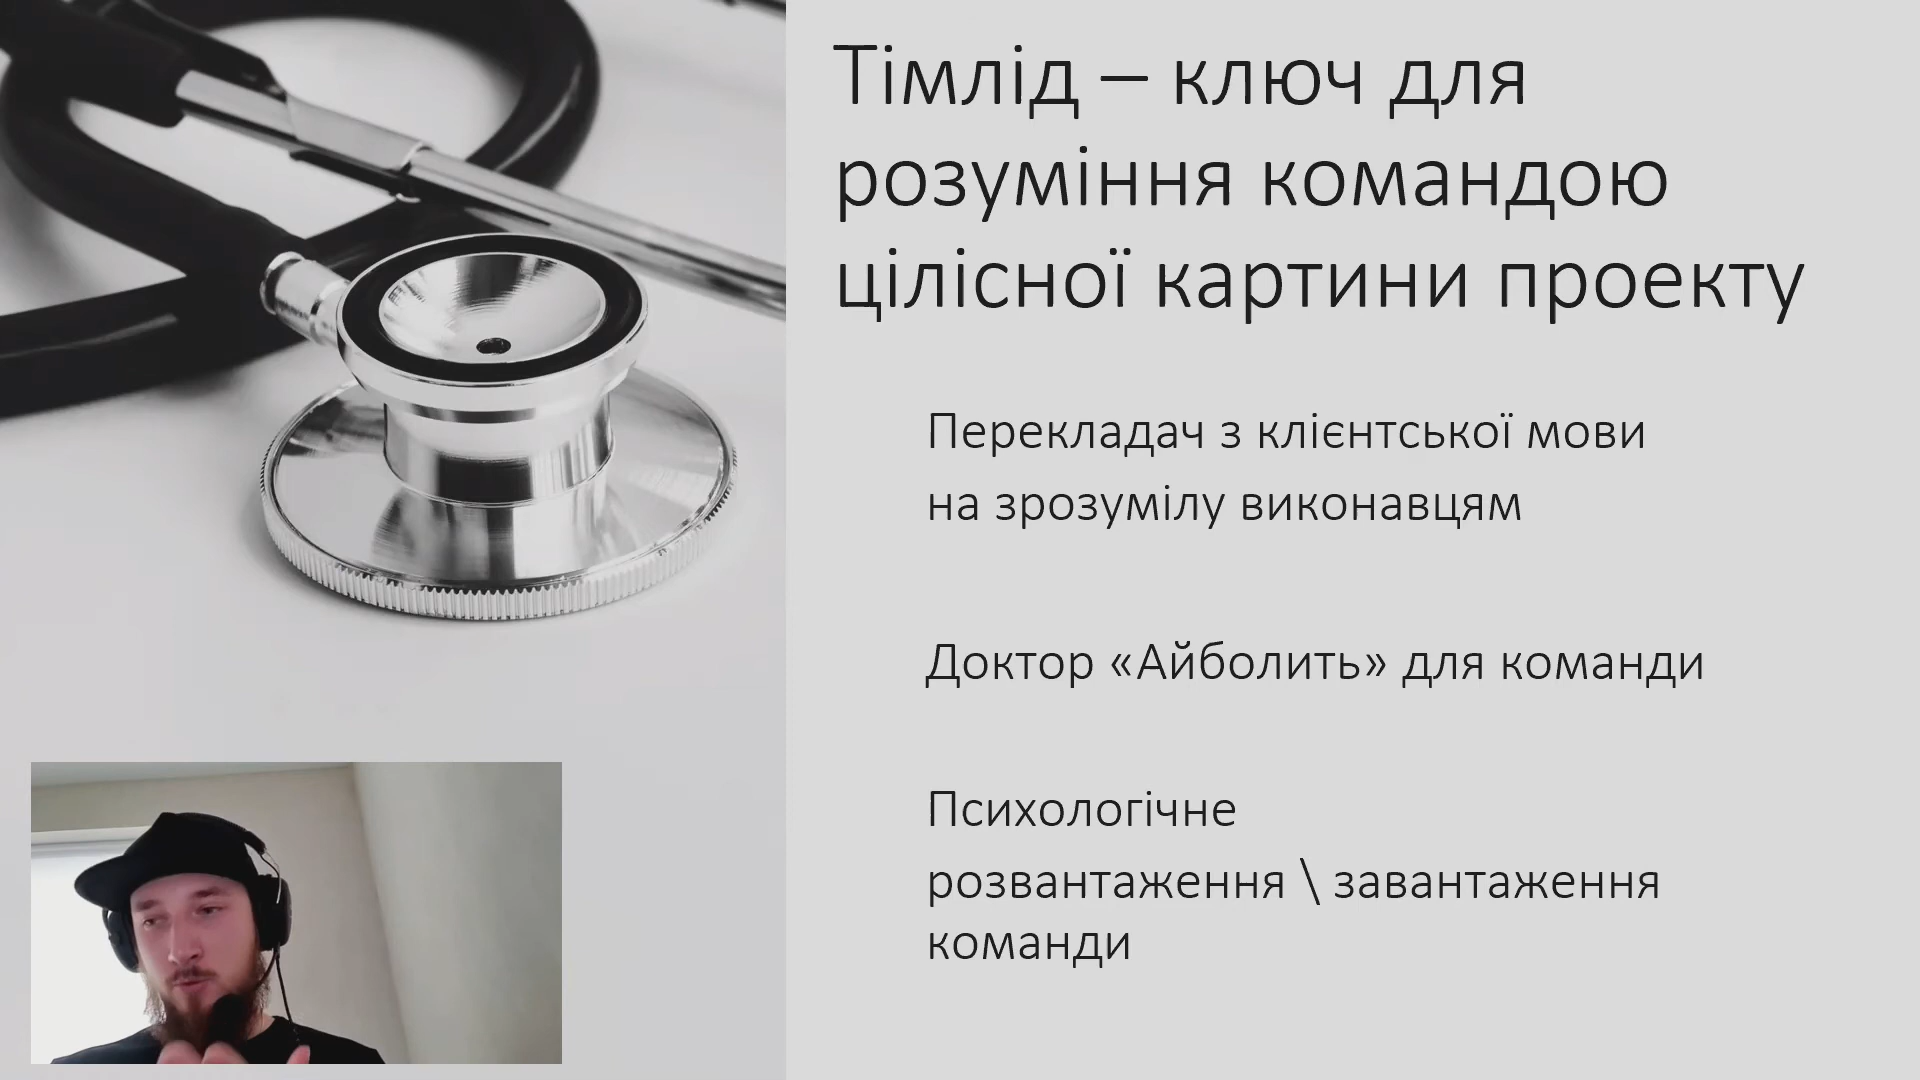 Тімлід – ключ для
розуміння командою
цілісної картини проекту
Перекладач з клієнтської мови
на зрозумілу виконавцям
Доктор «Айболить» для команди
Психологічне
розвантаження \ завантаження
команди